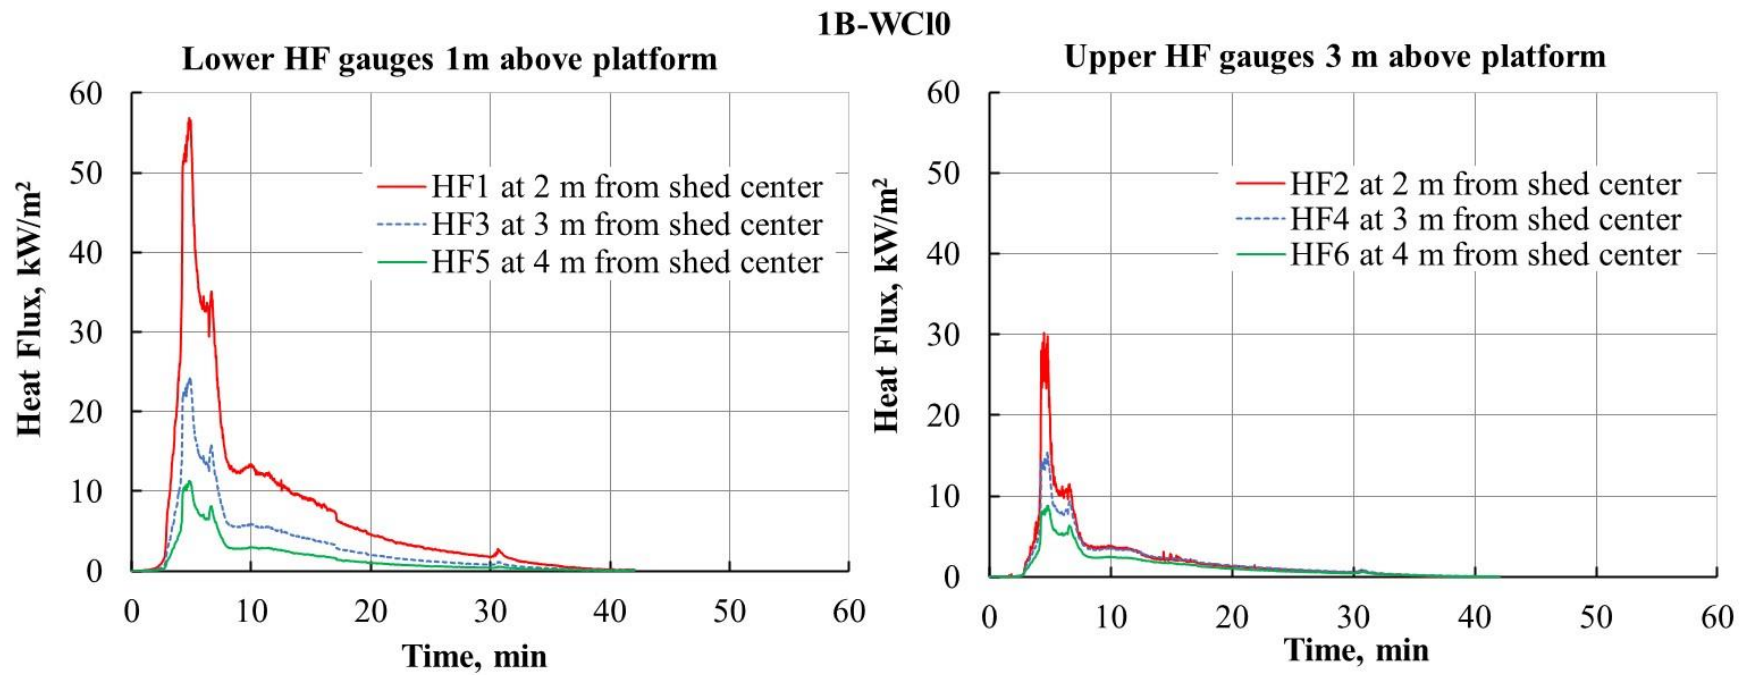 1B-WCl0
Lower HF gauges 1m above platform
60
50
40
30
20
10
0
Heat Flux, kW/m²
HF1 at 2 m from shed center
HF3 at 3 m from shed center
HF5 at 4 m from shed center
0 10 20 30 40 50 60
Time, min
Upper HF gauges 3 m above platform
60
50
40
30
20
10
0
Heat Flux, kW/m²
HF2 at 2 m from shed center
HF4 at 3 m from shed center
HF6 at 4 m from shed center
0 10 20 30 40 50 60
Time, min